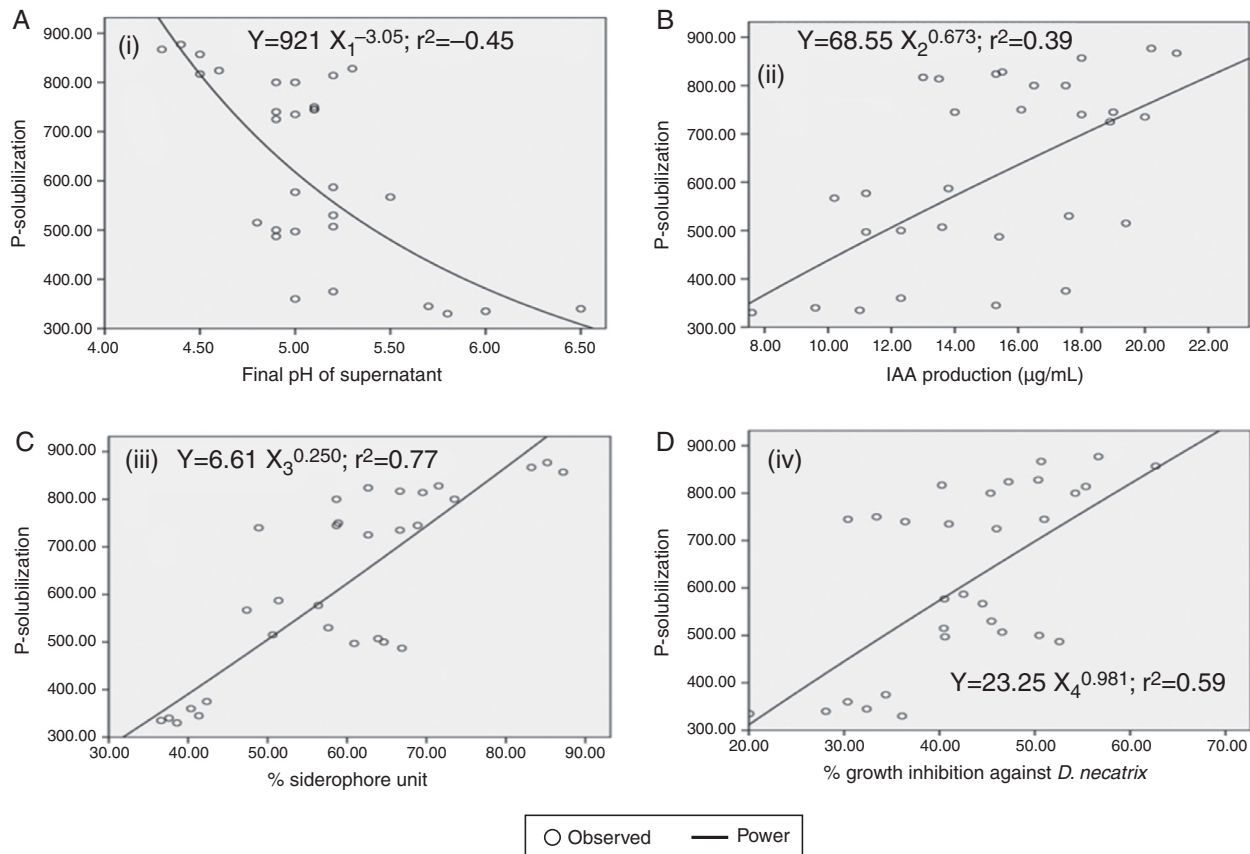 A
(i)
Y=921 X₁⁻³·⁰⁵; r²=–0.45
900.00
800.00
700.00
600.00
500.00
400.00
300.00
P-solubilization
4.00 4.50 5.00 5.50 6.00 6.50
Final pH of supernatant
B
(ii)
Y=68.55 X₂⁰·⁶⁷³; r²=0.39
900.00
800.00
700.00
600.00
500.00
400.00
300.00
P-solubilization
8.00 10.00 12.00 14.00 16.00 18.00 20.00 22.00
IAA production (µg/mL)
C
(iii) Y=6.61 X₃⁰·²⁵⁰; r²=0.77
900.00
800.00
700.00
600.00
500.00
400.00
300.00
P-solubilization
30.00 40.00 50.00 60.00 70.00 80.00 90.00
% siderophore unit
D
(iv)
900.00
800.00
700.00
600.00
500.00
400.00
300.00
P-solubilization
Y=23.25 X₄⁰·⁹⁸¹; r²=0.59
20.00 30.00 40.00 50.00 60.00 70.00
% growth inhibition against D. necatrix
Observed Power